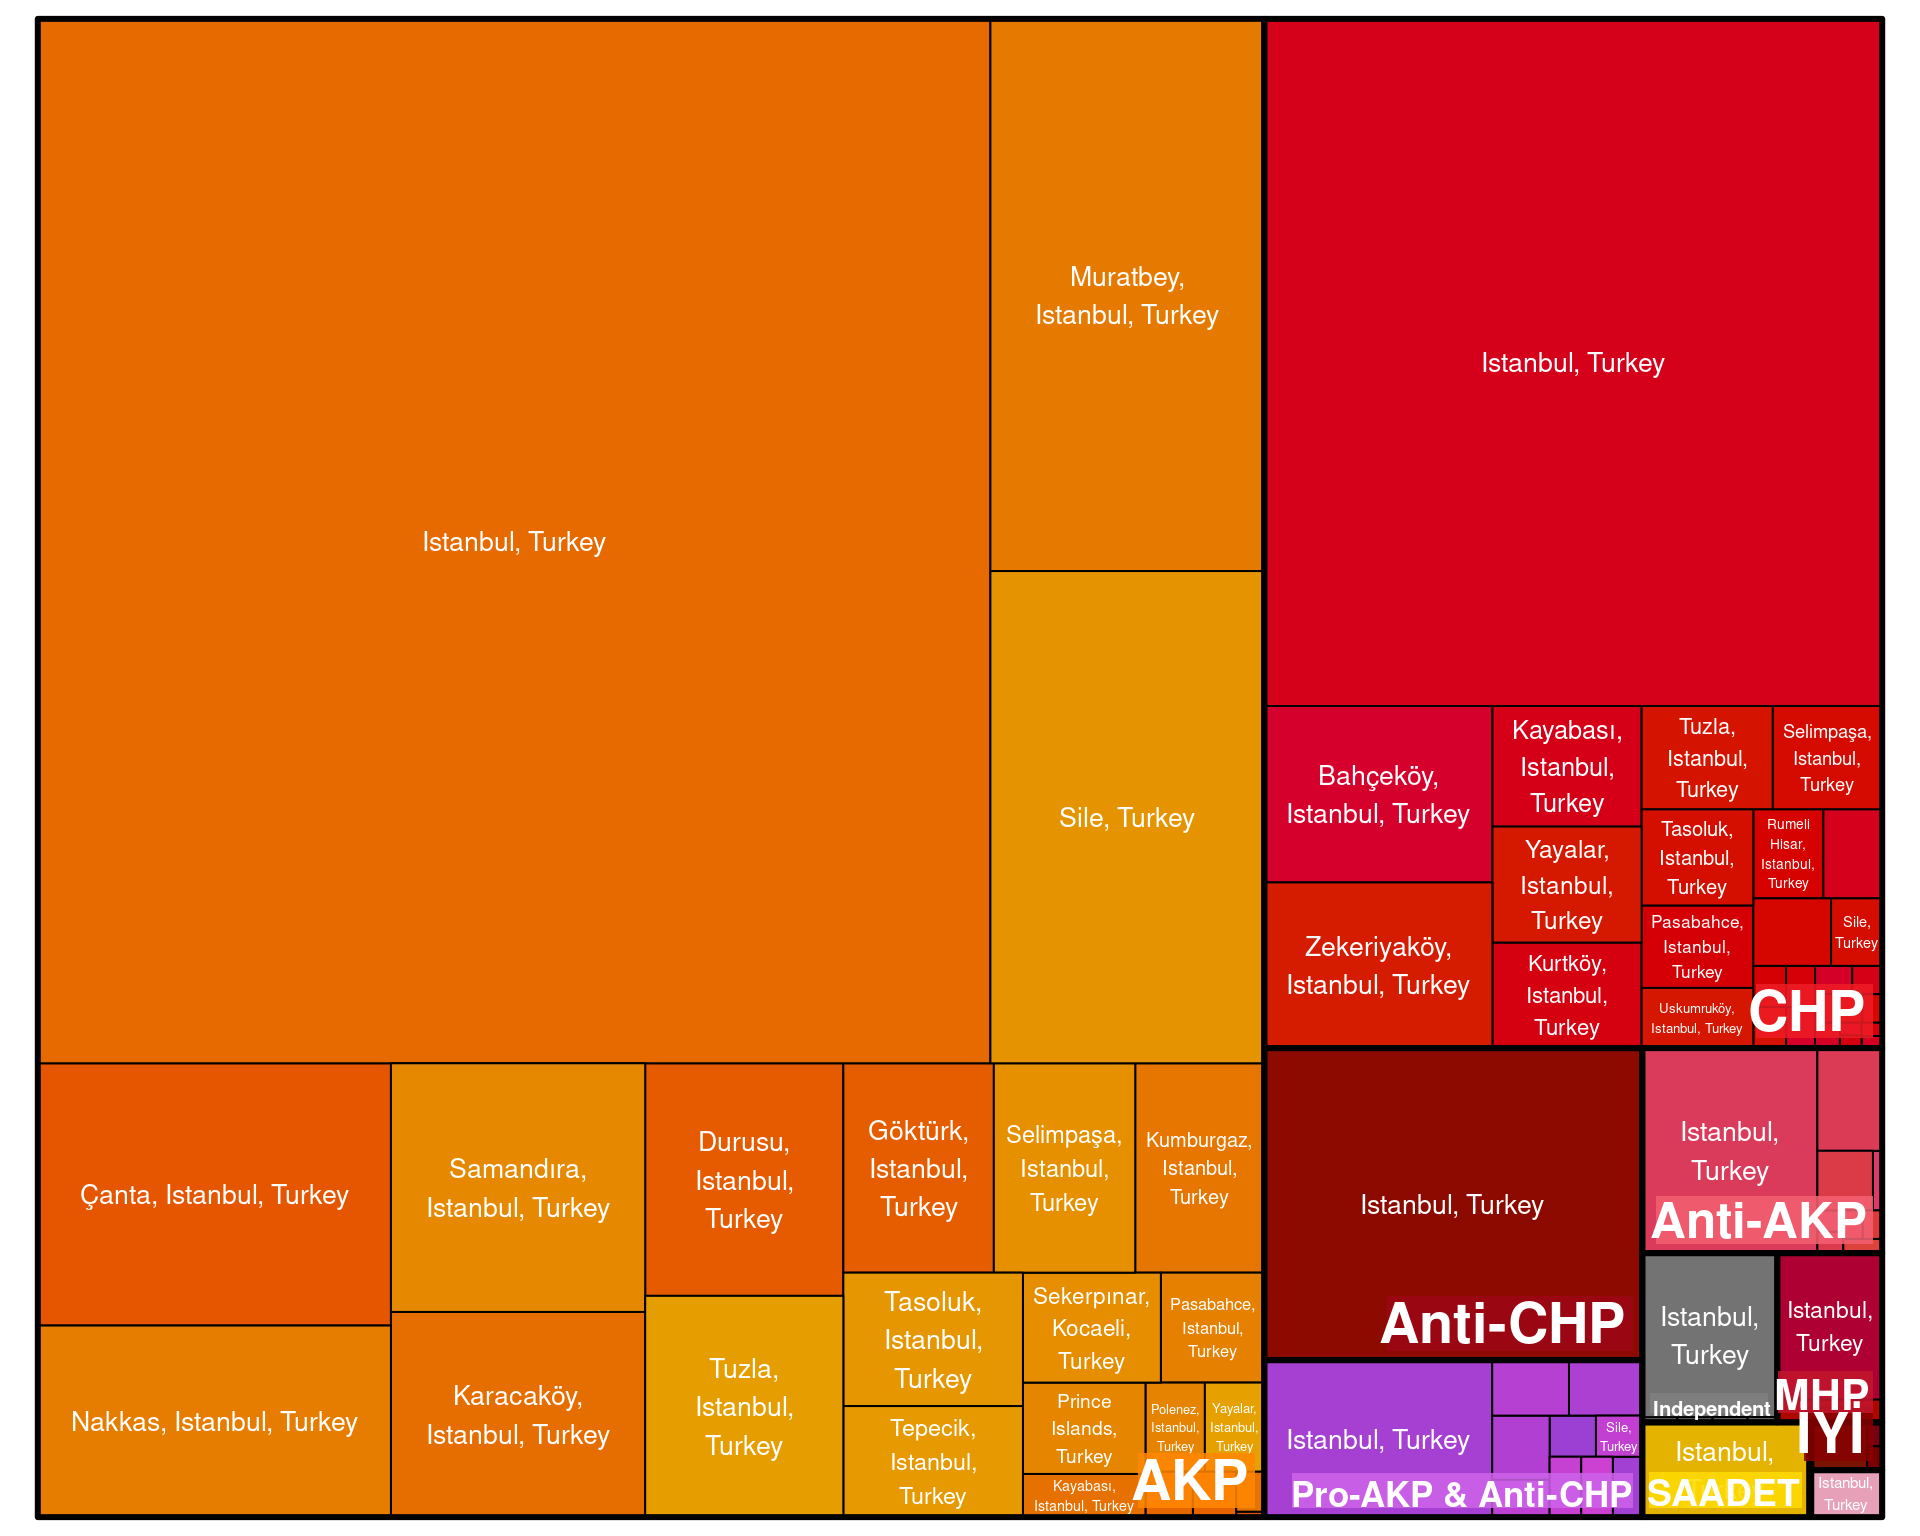 Istanbul, Turkey
Muratbey,
Istanbul, Turkey
Sile, Turkey
Çanta, Istanbul, Turkey
Nakkas, Istanbul, Turkey
Samandıra,
Istanbul, Turkey
Karacaköy,
Istanbul, Turkey
Durusu,
Istanbul,
Turkey
Tuzla,
Istanbul,
Turkey
Göktürk,
Istanbul,
Turkey
Selimpaşa,
Istanbul,
Turkey
Kumburgaz,
Istanbul,
Turkey
Tasoluk,
Istanbul,
Turkey
Tepecik,
Istanbul,
Turkey
Sekerpınar,
Kocaeli,
Turkey
Pasabahce,
Istanbul,
Turkey
Prince
Islands,
Turkey
Polenez,
Istanbul,
Turkey
Yayalar,
Istanbul,
Turkey
Kayabası,
Istanbul, Turkey
AKP
Istanbul, Turkey
Bahçeköy,
Istanbul, Turkey
Zekeriyaköy,
Istanbul, Turkey
Kayabası,
Istanbul,
Turkey
Yayalar,
Istanbul,
Turkey
Kurtköy,
Istanbul,
Turkey
Tuzla,
Istanbul,
Turkey
Selimpaşa,
Istanbul,
Turkey
Tasoluk,
Istanbul,
Turkey
Rumeli
Hisar,
Istanbul,
Turkey
Pasabahce,
Istanbul,
Turkey
Sile,
Turkey
Uskumruköy,
Istanbul, Turkey
CHP
Istanbul, Turkey
Anti-CHP
Istanbul,
Turkey
Anti-AKP
Istanbul,
Turkey
Independent
Istanbul,
Turkey
MHP
IYİ
Istanbul, Turkey
Sile,
Turkey
Pro-AKP & Anti-CHP
Istanbul,
SAADET
Istanbul,
Turkey